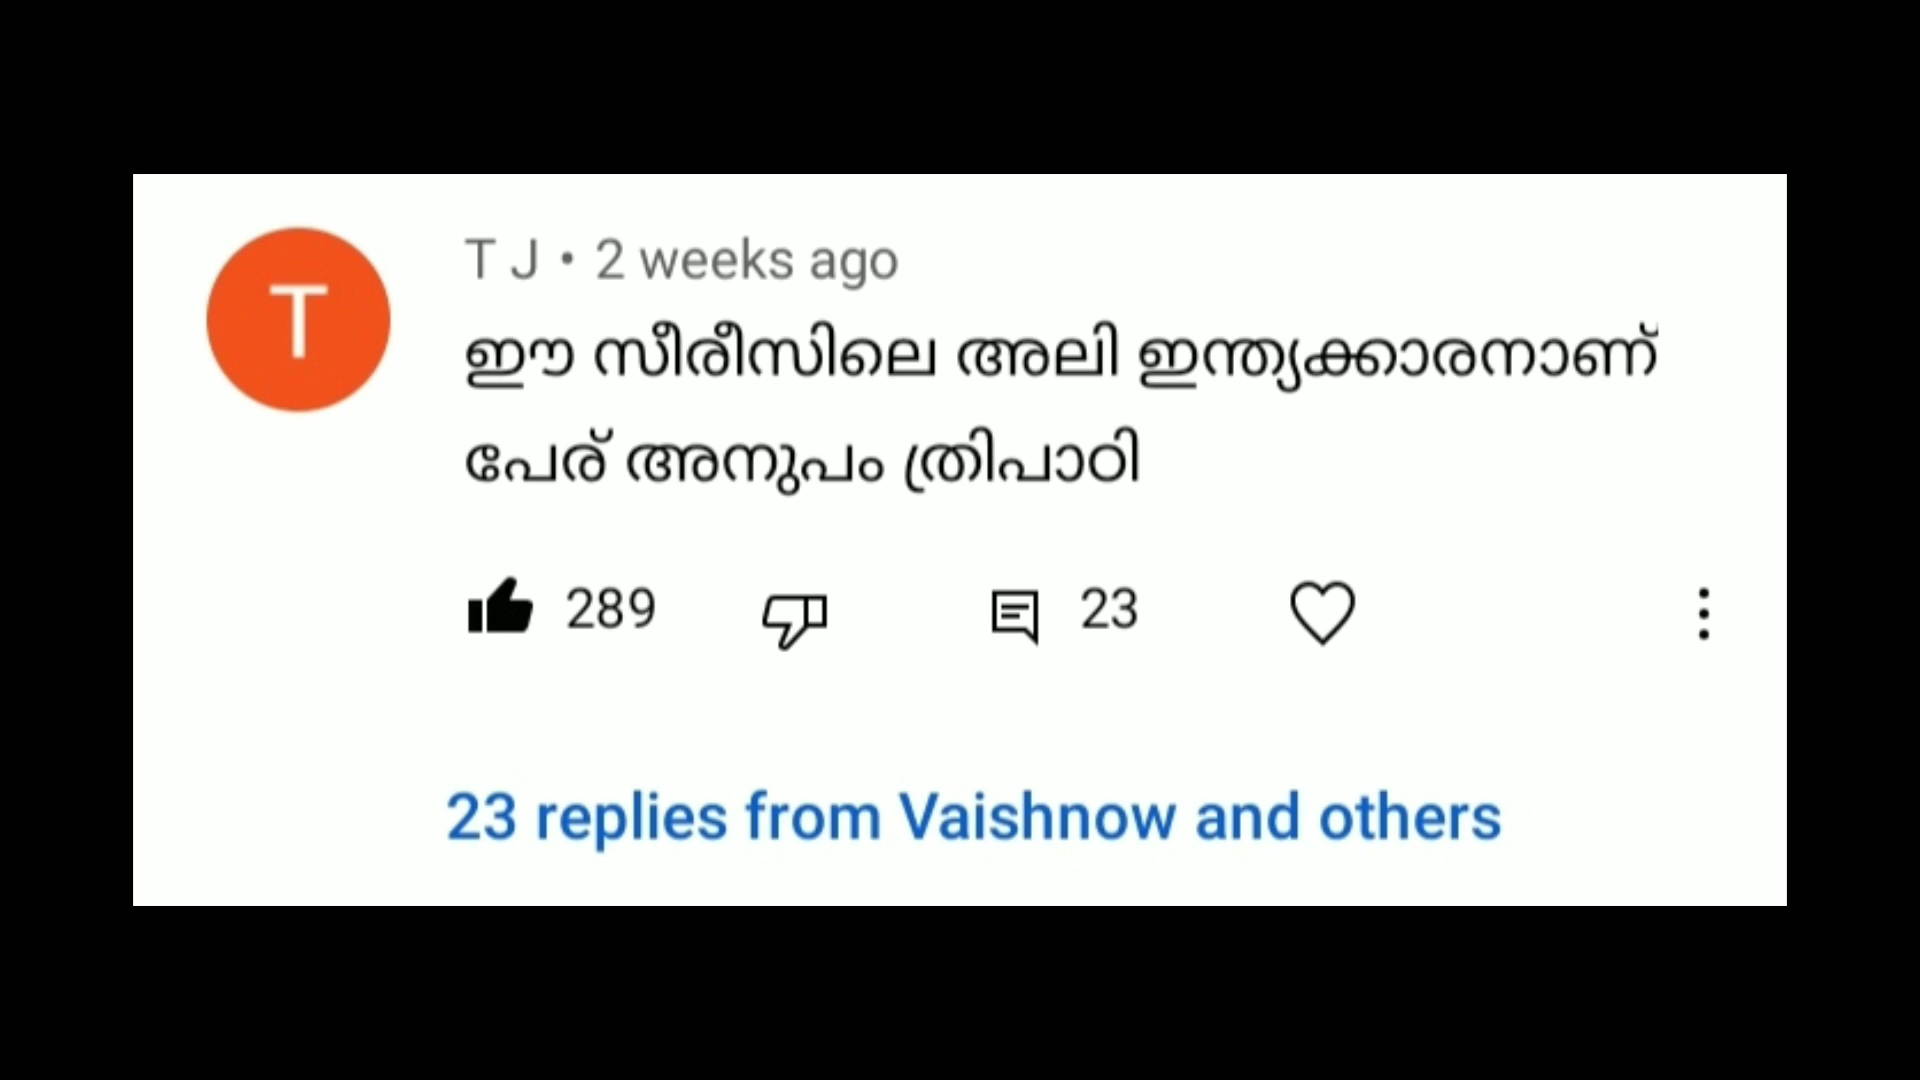 T
T J • 2 weeks ago
ഈ സീരീസിലെ അലി ഇന്ത്യക്കാരനാണ്
പേര് അനുപം ത്രിപാഠി
289 23
23 replies from Vaishnow and others